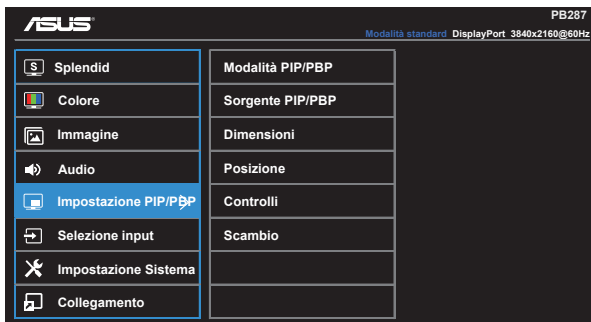 ASUS
PB287
Modalità standard DisplayPort 3840x2160@60Hz
S Splendid
Colore
Immagine
Audio
Impostazione PIP/PBP
Selezione input
Impostazione Sistema
Collegamento
Modalità PIP/PBP
Sorgente PIP/PBP
Dimensioni
Posizione
Controlli
Scambio